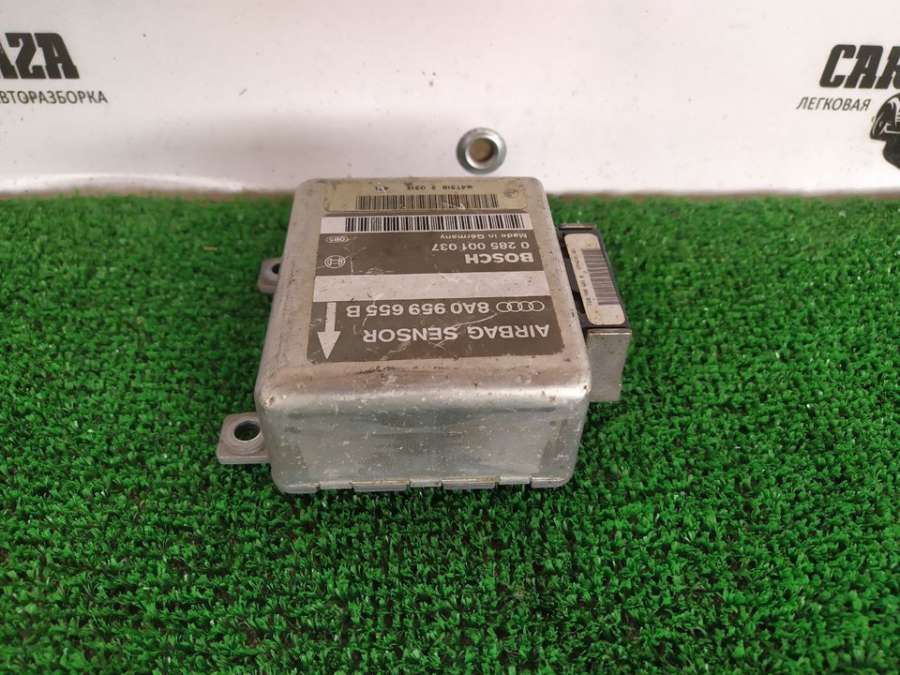 AZA
АВТОРАЗБОРКА
CAR
ЛЕГКОВАЯ
AIRBAG SENSOR
8A0 959 655 B
BOSCH
0 285 001 037
Made in Germany